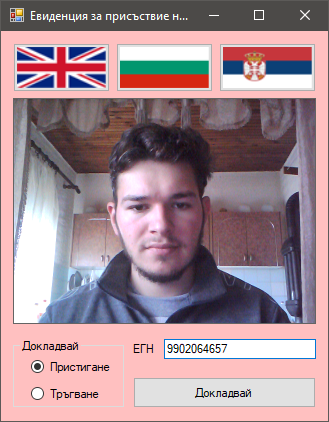 Евиденция за присъствие н...
Докладвай
ЕГН 9902064657
Пристигане
Тръгване
Докладвай